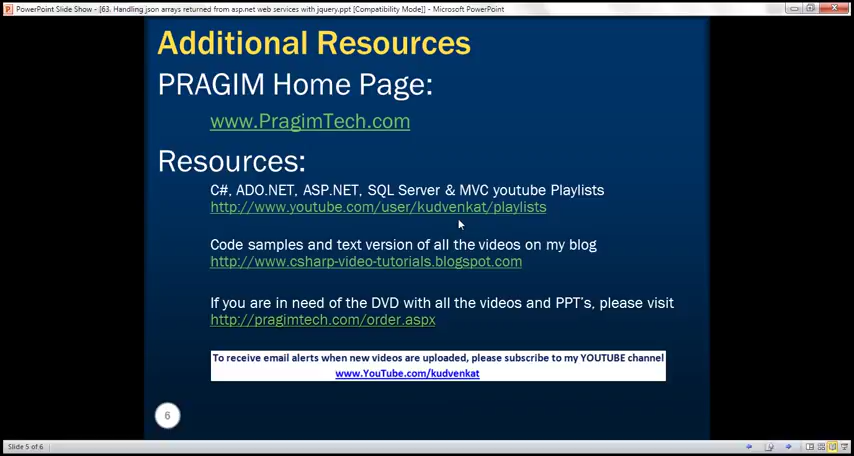 PowerPoint Slide Show - [63. Handling json arrays returned from asp.net web services with jquery.ppt [Compatibility Mode]] - Microsoft PowerPoint
Additional Resources
PRAGIM Home Page:
www.PragimTech.com
Resources:
C#, ADO.NET, ASP.NET, SQL Server & MVC youtube Playlists
http://www.youtube.com/user/kudvenkat/playlists
Code samples and text version of all the videos on my blog
http://www.csharp-video-tutorials.blogspot.com
If you are in need of the DVD with all the videos and PPT's, please visit
http://pragimtech.com/order.aspx
To receive email alerts when new videos are uploaded, please subscribe to my YOUTUBE channel
www.YouTube.com/kudvenkat
6
Slide 5 of 6